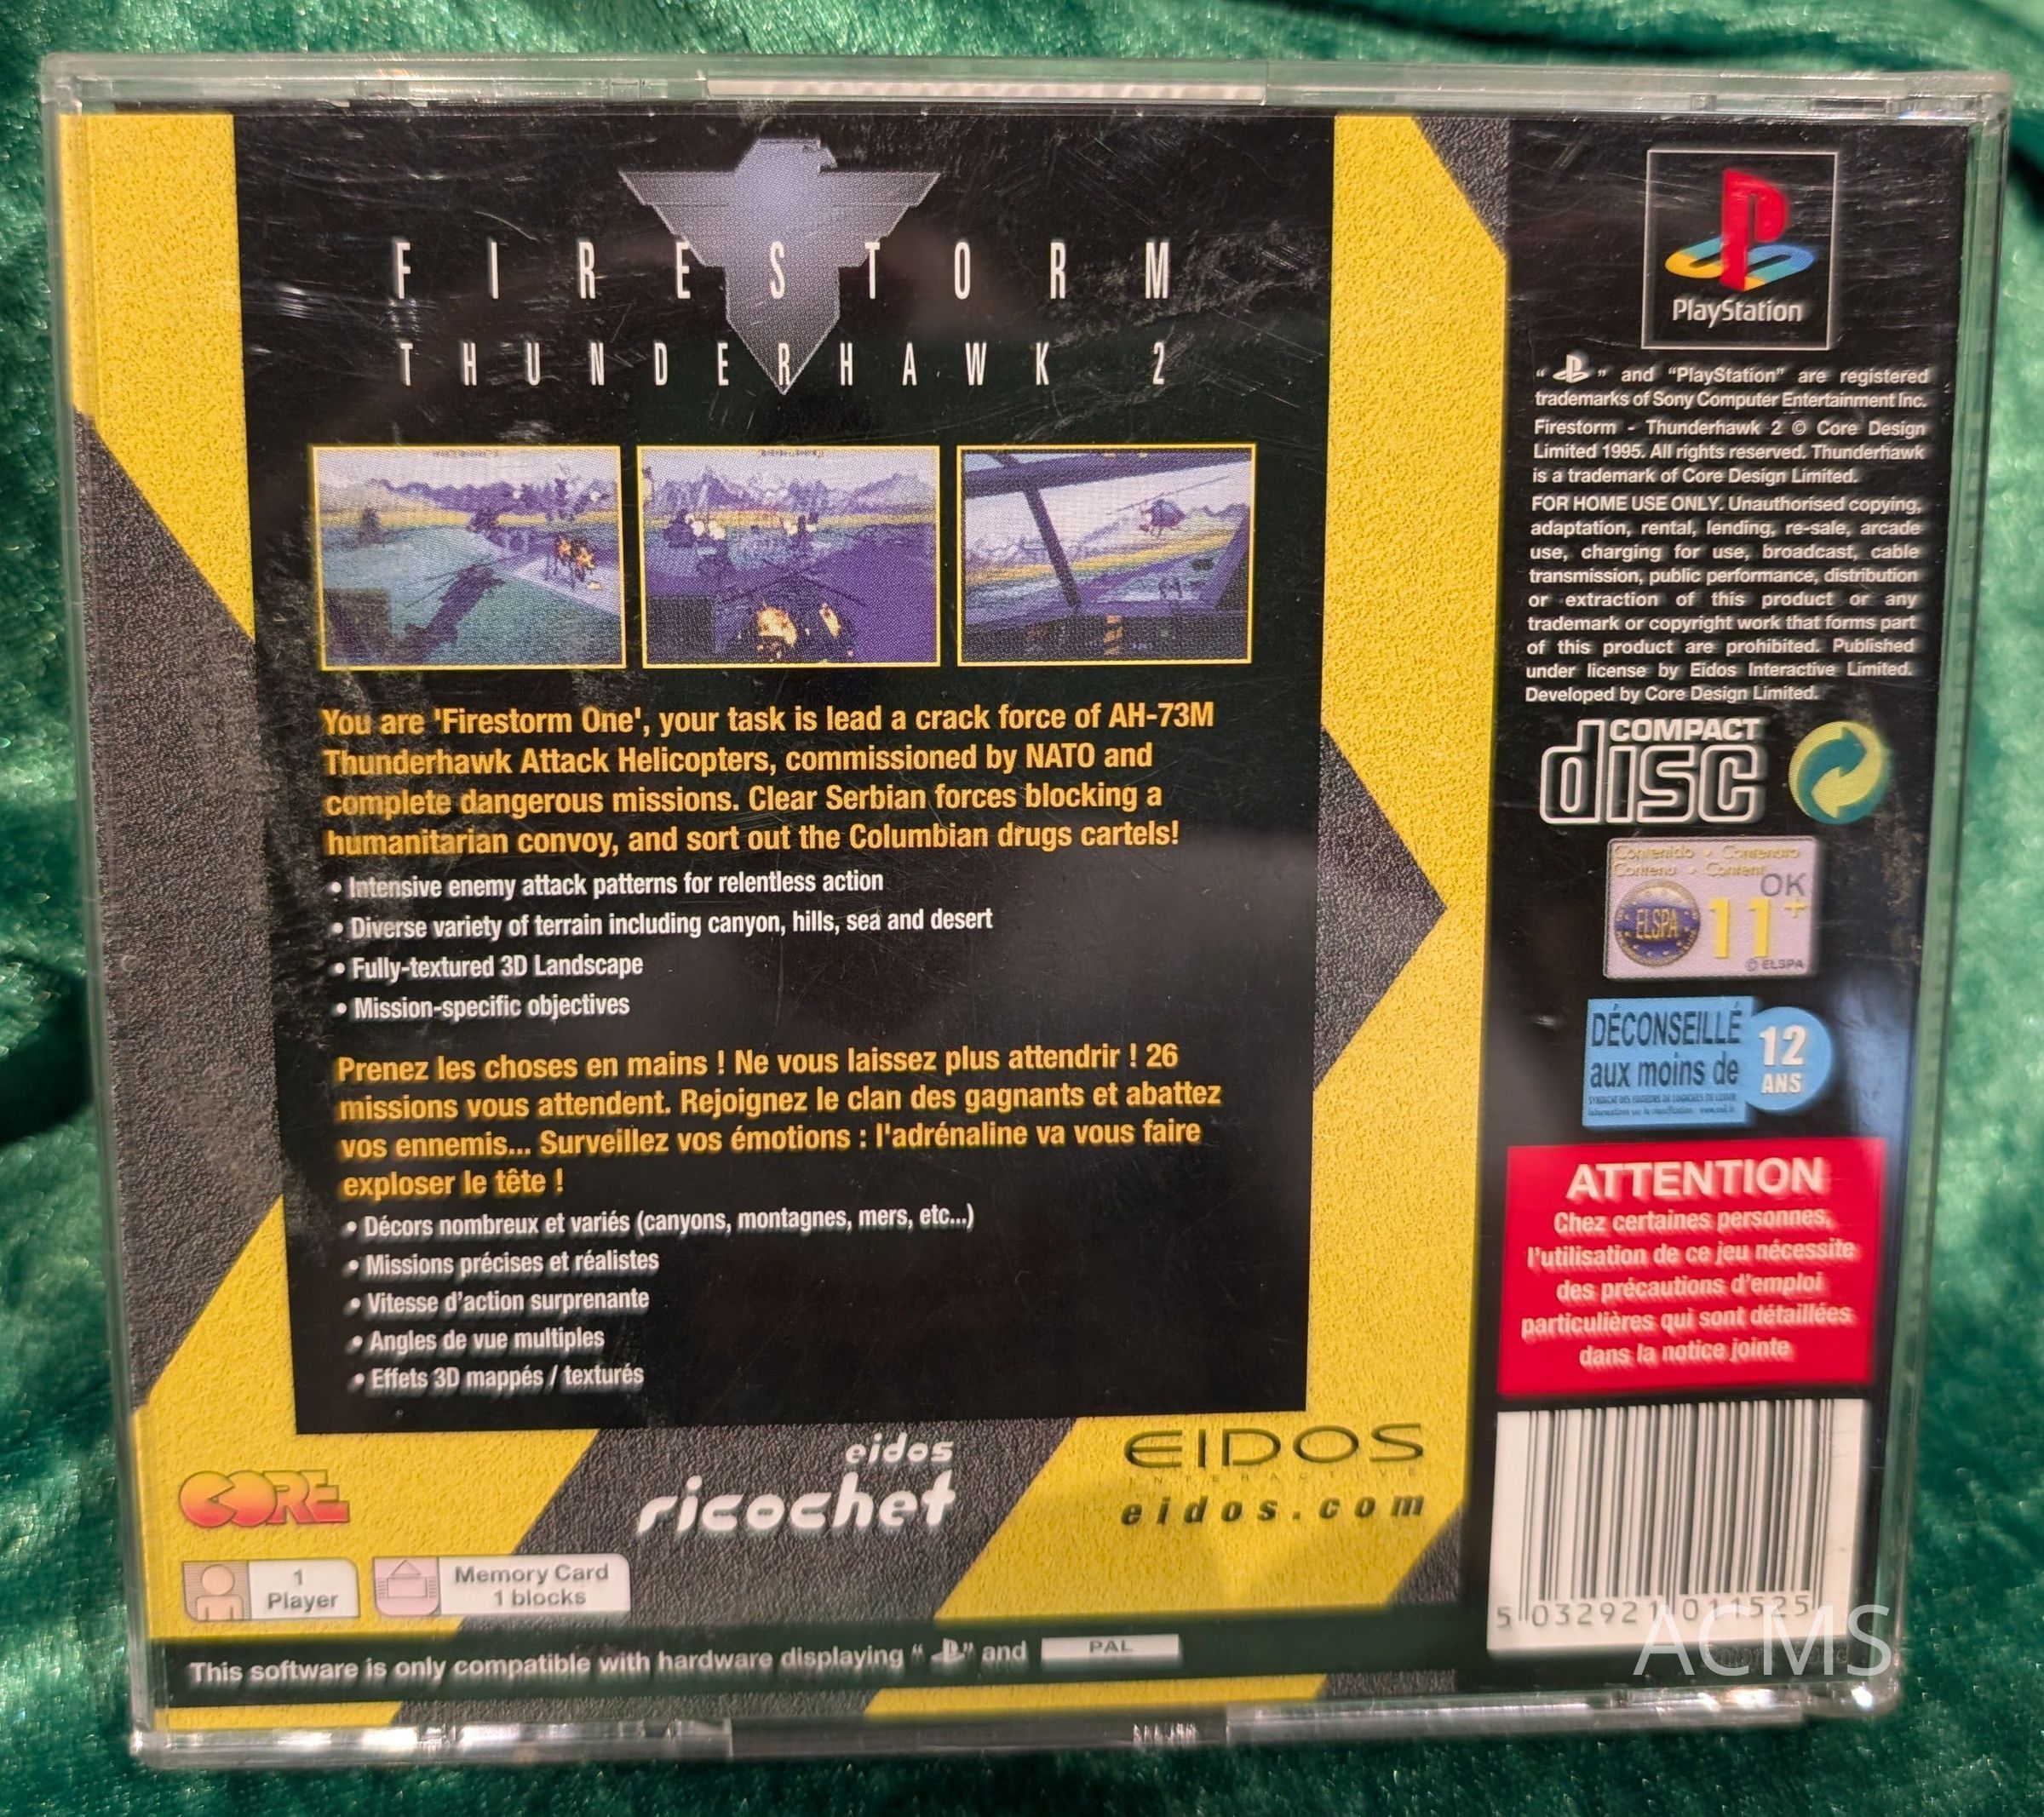 FIRESTORM
THUNDERHAWK 2
You are 'Firestorm One', your task is lead a crack force of AH-73M
Thunderhawk Attack Helicopters, commissioned by NATO and
complete dangerous missions. Clear Serbian forces blocking a
humanitarian convoy, and sort out the Columbian drugs cartels!
• Intensive enemy attack patterns for relentless action
• Diverse variety of terrain including canyon, hills, sea and desert
• Fully-textured 3D Landscape
• Mission-specific objectives
Prenez les choses en mains ! Ne vous laissez plus attendrir ! 26
missions vous attendent. Rejoignez le clan des gagnants et abattez
vos ennemis... Surveillez vos émotions : l'adrénaline va vous faire
exploser le tête !
• Décors nombreux et variés (canyons, montagnes, mers, etc...)
• Missions précises et réalistes
• Vitesse d'action surprenante
• Angles de vue multiples
• Effets 3D mappés / texturés
CORE
eidos
ricochet
EIDOS
INTERACTIVE
eidos.com
1
Player
Memory Card
1 blocks
This software is only compatible with hardware displaying " " and PAL
PlayStation
" " and "PlayStation" are registered
trademarks of Sony Computer Entertainment Inc.
Firestorm - Thunderhawk 2 © Core Design
Limited 1995. All rights reserved. Thunderhawk
is a trademark of Core Design Limited.
FOR HOME USE ONLY. Unauthorised copying,
adaptation, rental, lending, re-sale, arcade
use, charging for use, broadcast, cable
transmission, public performance, distribution
or extraction of this product or any
trademark or copyright work that forms part
of this product are prohibited. Published
under license by Eidos Interactive Limited.
Developed by Core Design Limited.
COMPACT
disc
Contenido • Contenuto
Contenu • Content
OK
ELSPA
11+
© ELSPA
DÉCONSEILLÉ
aux moins de
12
ANS
SYNDICAT DES EDITEURS DE LOGICIELS DE LOISIRS
ATTENTION
Chez certaines personnes,
l'utilisation de ce jeu nécessite
des précautions d'emploi
particulières qui sont détaillées
dans la notice jointe
5 032921 011525
ACMS